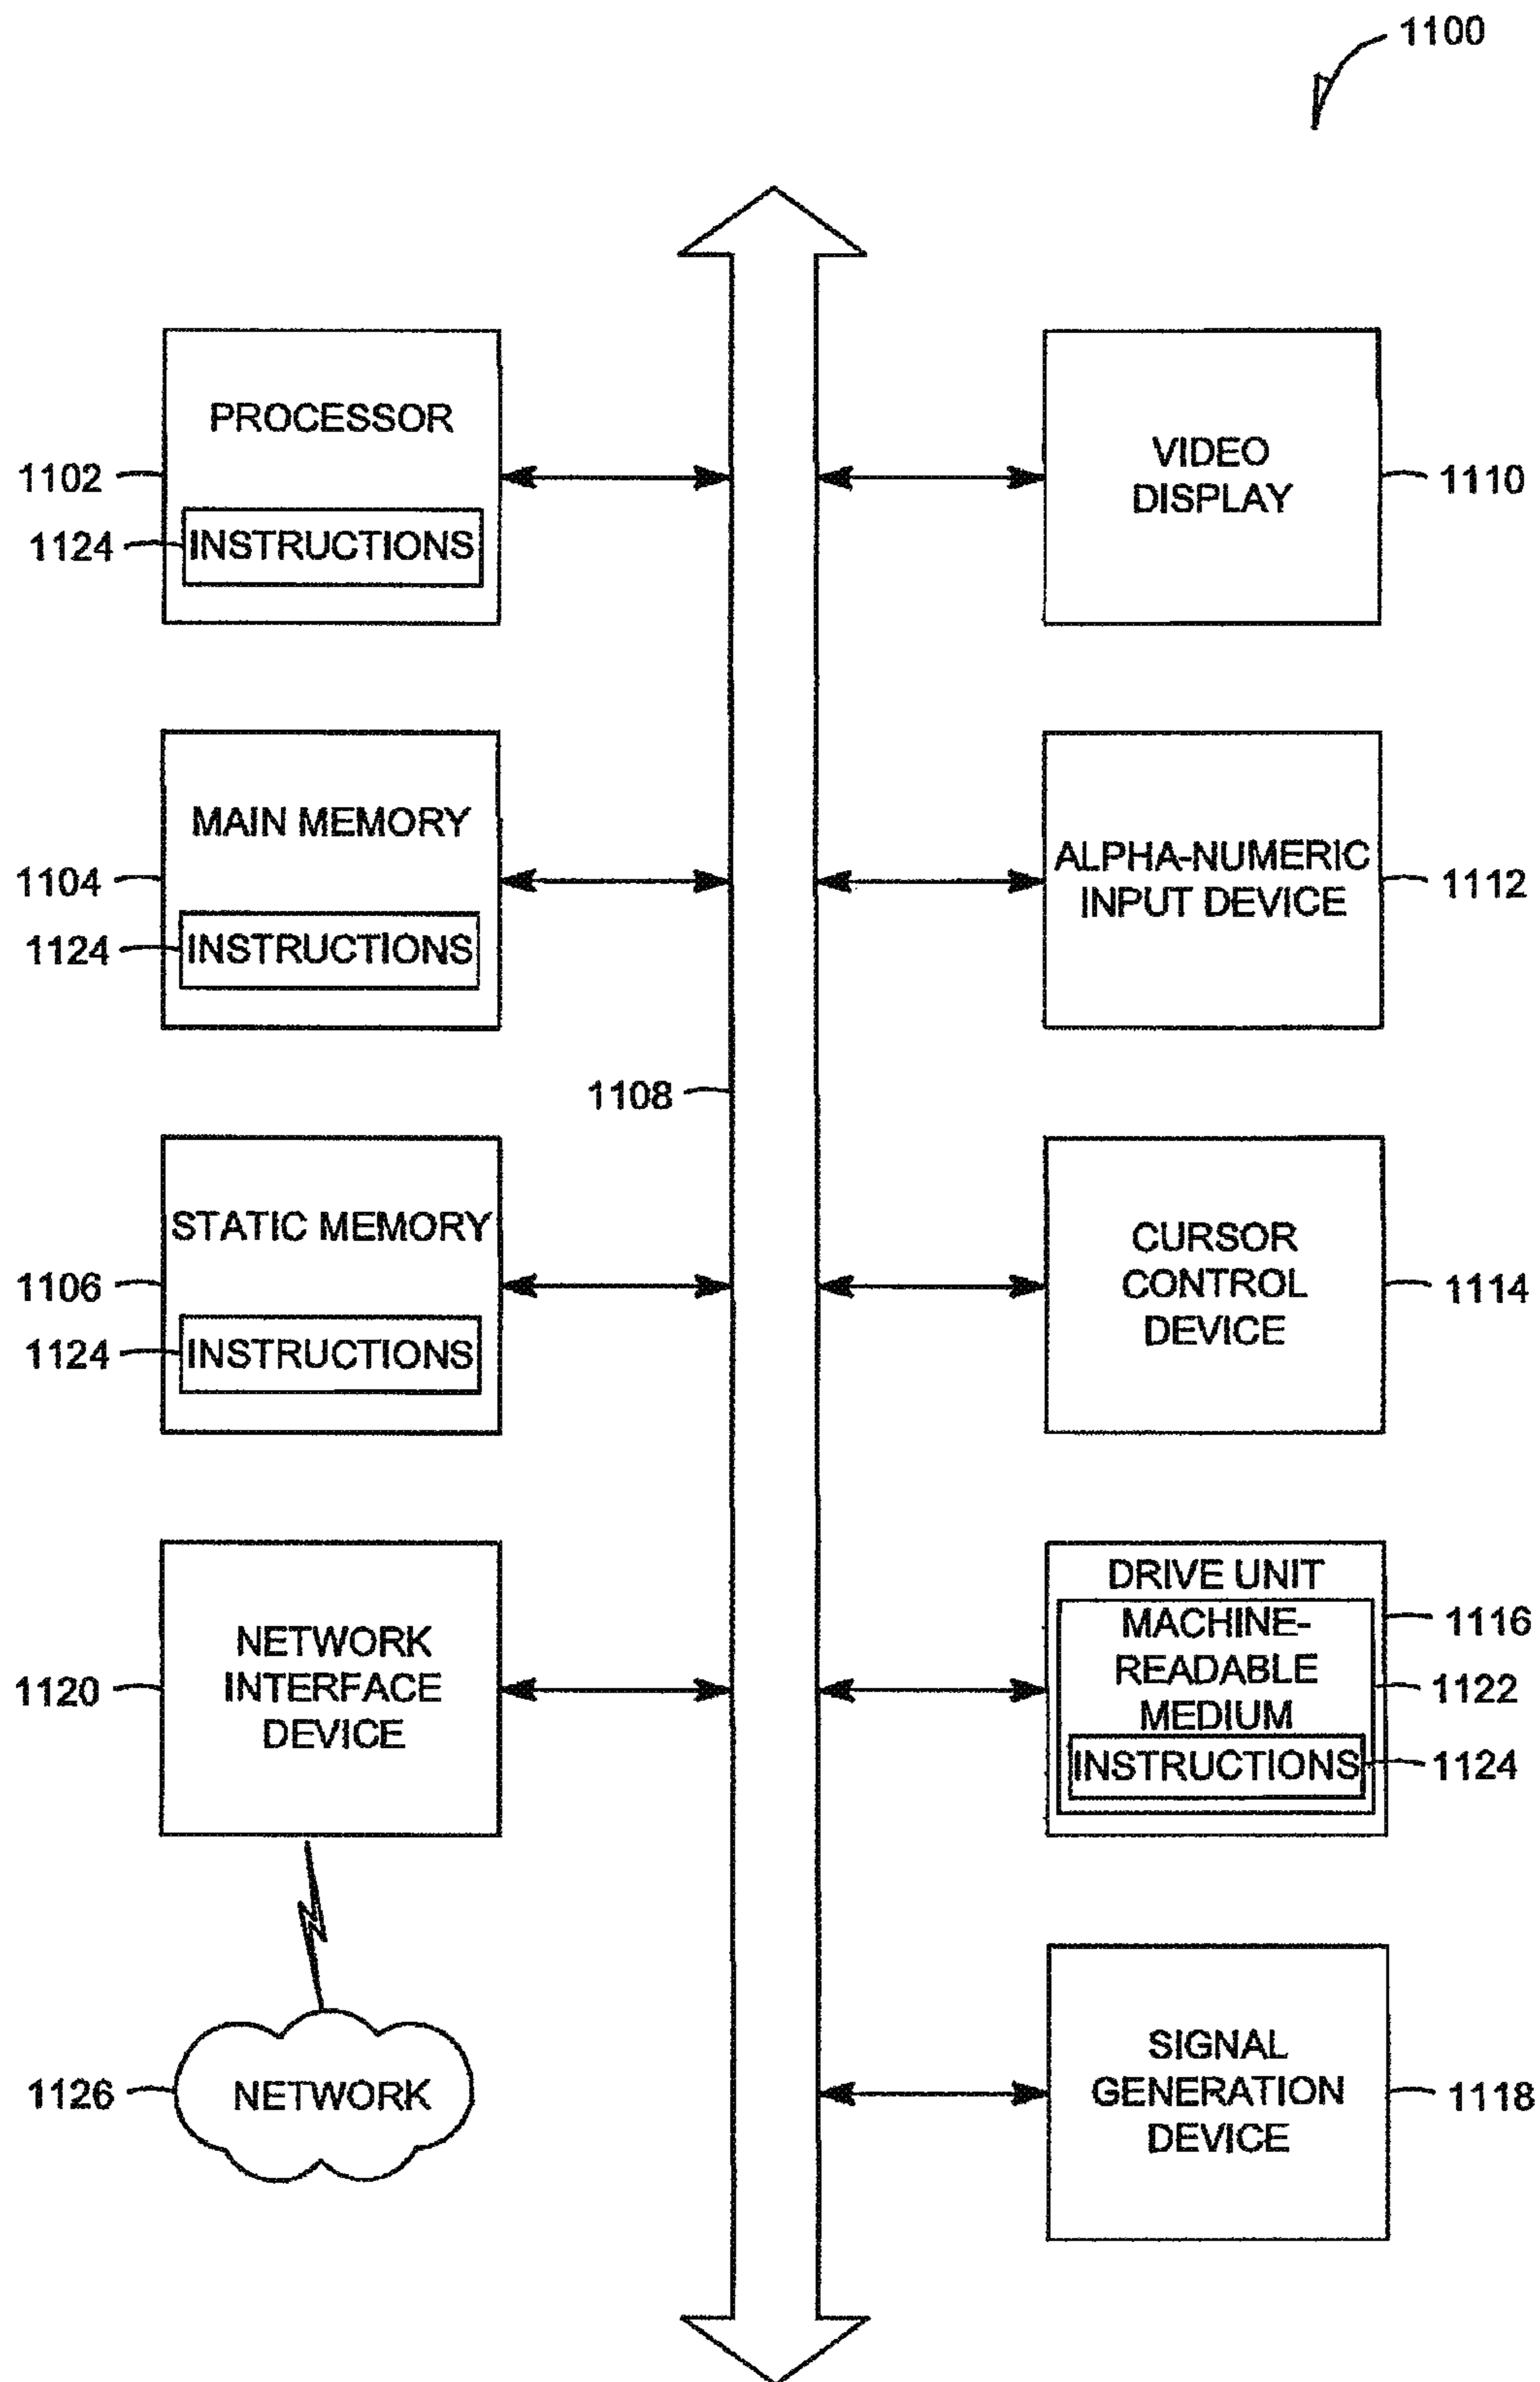 1100
PROCESSOR
1102
1124
INSTRUCTIONS
VIDEO
DISPLAY
1110
MAIN MEMORY
1104
1124
INSTRUCTIONS
ALPHA-NUMERIC
INPUT DEVICE
1112
1108
STATIC MEMORY
1106
1124
INSTRUCTIONS
CURSOR
CONTROL
DEVICE
1114
NETWORK
INTERFACE
DEVICE
1120
DRIVE UNIT
1116
MACHINE-
READABLE
MEDIUM
1122
INSTRUCTIONS
1124
1126
NETWORK
SIGNAL
GENERATION
DEVICE
1118